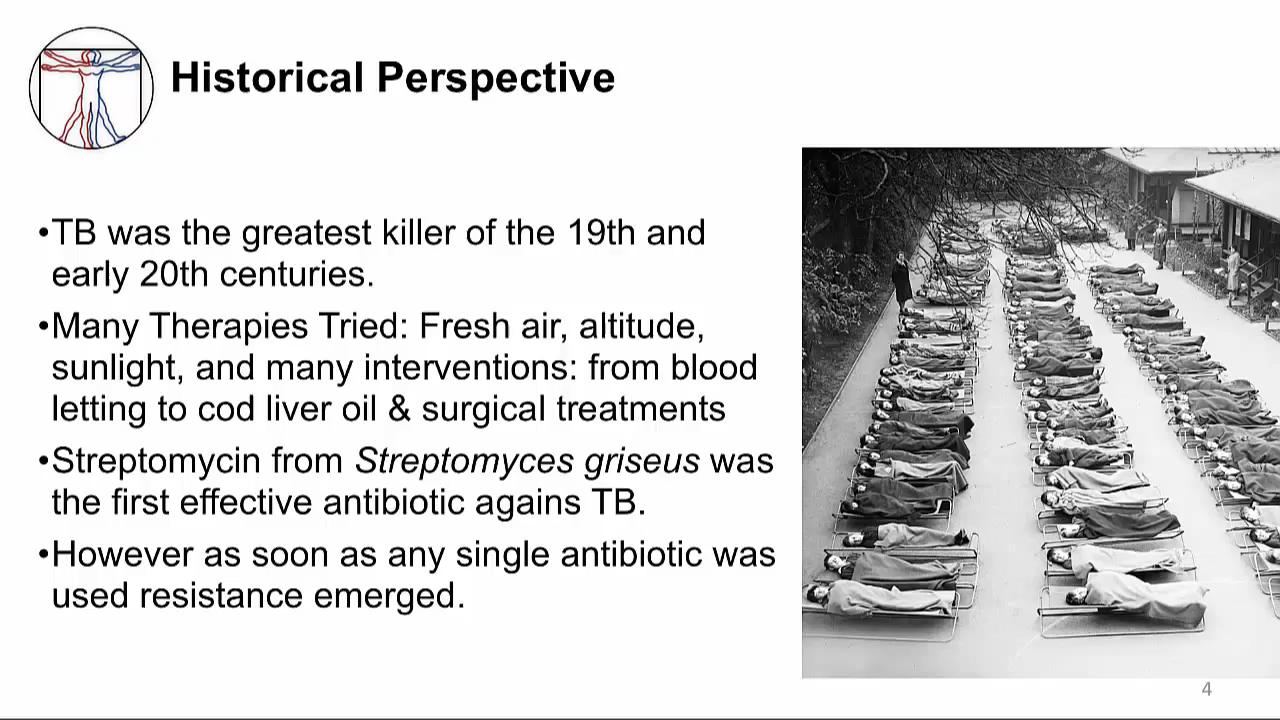 Historical Perspective
•TB was the greatest killer of the 19th and
early 20th centuries.
•Many Therapies Tried: Fresh air, altitude,
sunlight, and many interventions: from blood
letting to cod liver oil & surgical treatments
•Streptomycin from Streptomyces griseus was
the first effective antibiotic agains TB.
•However as soon as any single antibiotic was
used resistance emerged.
4